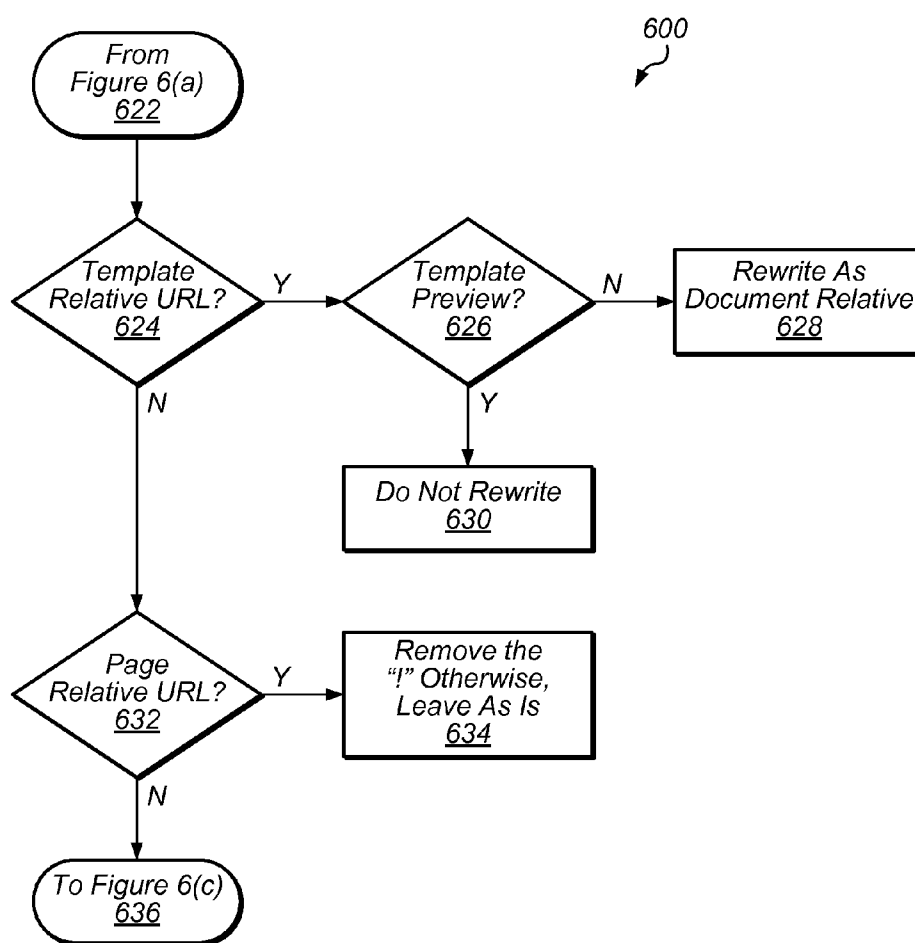 600
From
Figure 6(a)
622
Template
Relative URL?
624
Y
Template
Preview?
626
N
Rewrite As
Document Relative
628
N
Y
Do Not Rewrite
630
Page
Relative URL?
632
Y
Remove the
“!” Otherwise,
Leave As Is
634
N
To Figure 6(c)
636